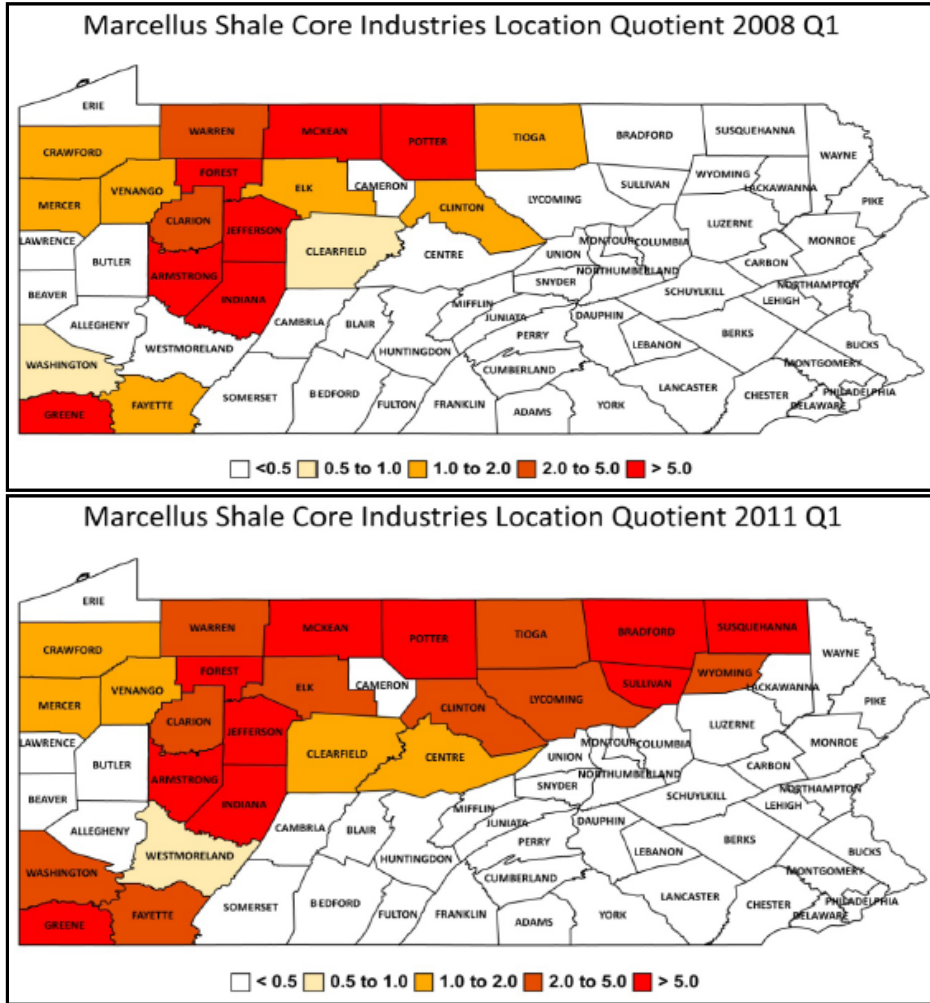 Marcellus Shale Core Industries Location Quotient 2008 Q1
ERIE
WARREN
MCKEAN
POTTER
TIOGA
BRADFORD
SUSQUEHANNA
WAYNE
CRAWFORD
FOREST
WYOMING
LACKAWANNA
VENANGO
ELK
CAMERON
SULLIVAN
PIKE
MERCER
CLARION
CLINTON
LYCOMING
LUZERNE
JEFFERSON
MONROE
LAWRENCE
BUTLER
CLEARFIELD
CENTRE
UNION
MONTOUR
COLUMBIA
CARBON
ARMSTRONG
NORTHUMBERLAND
BEAVER
INDIANA
SNYDER
SCHUYLKILL
NORTHAMPTON
LEHIGH
ALLEGHENY
CAMBRIA
BLAIR
MIFFLIN
JUNIATA
DAUPHIN
PERRY
BERKS
WESTMORELAND
HUNTINGDON
LEBANON
BUCKS
WASHINGTON
CUMBERLAND
MONTGOMERY
SOMERSET
BEDFORD
LANCASTER
CHESTER
PHILADELPHIA
GREENE
FAYETTE
FULTON
FRANKLIN
ADAMS
YORK
DELAWARE
<0.5 0.5 to 1.0 1.0 to 2.0 2.0 to 5.0 > 5.0
Marcellus Shale Core Industries Location Quotient 2011 Q1
ERIE
WARREN
MCKEAN
POTTER
TIOGA
BRADFORD
SUSQUEHANNA
WAYNE
CRAWFORD
FOREST
WYOMING
LACKAWANNA
VENANGO
ELK
CAMERON
SULLIVAN
PIKE
MERCER
CLARION
CLINTON
LYCOMING
LUZERNE
JEFFERSON
MONROE
LAWRENCE
BUTLER
CLEARFIELD
CENTRE
UNION
MONTOUR
COLUMBIA
CARBON
ARMSTRONG
NORTHUMBERLAND
BEAVER
INDIANA
SNYDER
SCHUYLKILL
NORTHAMPTON
LEHIGH
ALLEGHENY
CAMBRIA
BLAIR
MIFFLIN
JUNIATA
DAUPHIN
PERRY
BERKS
WESTMORELAND
HUNTINGDON
LEBANON
BUCKS
WASHINGTON
CUMBERLAND
MONTGOMERY
SOMERSET
BEDFORD
LANCASTER
CHESTER
PHILADELPHIA
GREENE
FAYETTE
FULTON
FRANKLIN
ADAMS
YORK
DELAWARE
< 0.5 0.5 to 1.0 1.0 to 2.0 2.0 to 5.0 > 5.0